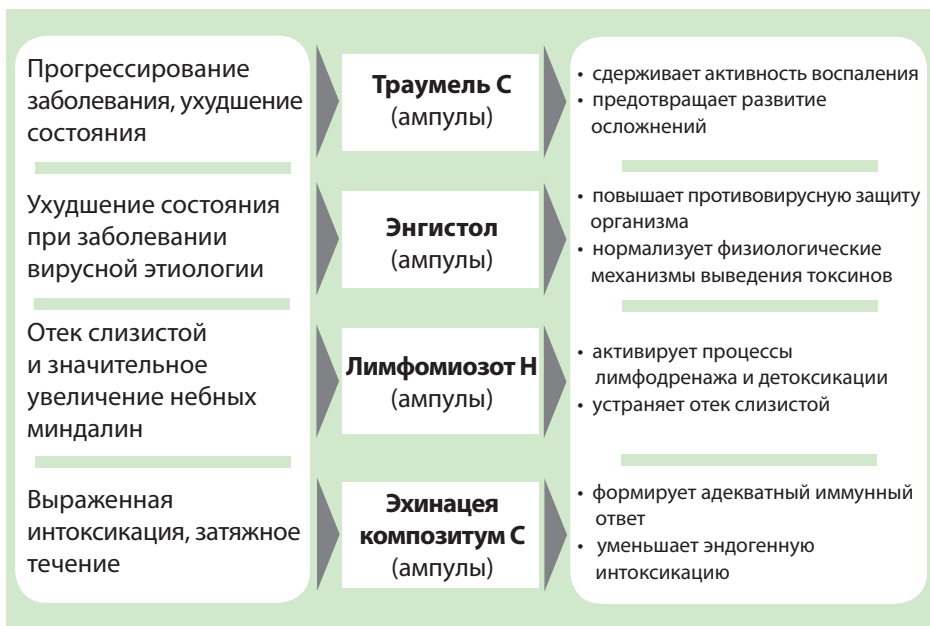 Прогрессирование
заболевания, ухудшение
состояния
Траумель С
(ампулы)
• сдерживает активность воспаления
• предотвращает развитие
осложнений
Ухудшение состояния
при заболевании
вирусной этиологии
Энгистол
(ампулы)
• повышает противовирусную защиту
организма
• нормализует физиологические
механизмы выведения токсинов
Отек слизистой
и значительное
увеличение небных
миндалин
Лимфомиозот Н
(ампулы)
• активирует процессы
лимфодренажа и детоксикации
• устраняет отек слизистой
Выраженная
интоксикация, затяжное
течение
Эхинацея
композитум С
(ампулы)
• формирует адекватный иммунный
ответ
• уменьшает эндогенную
интоксикацию